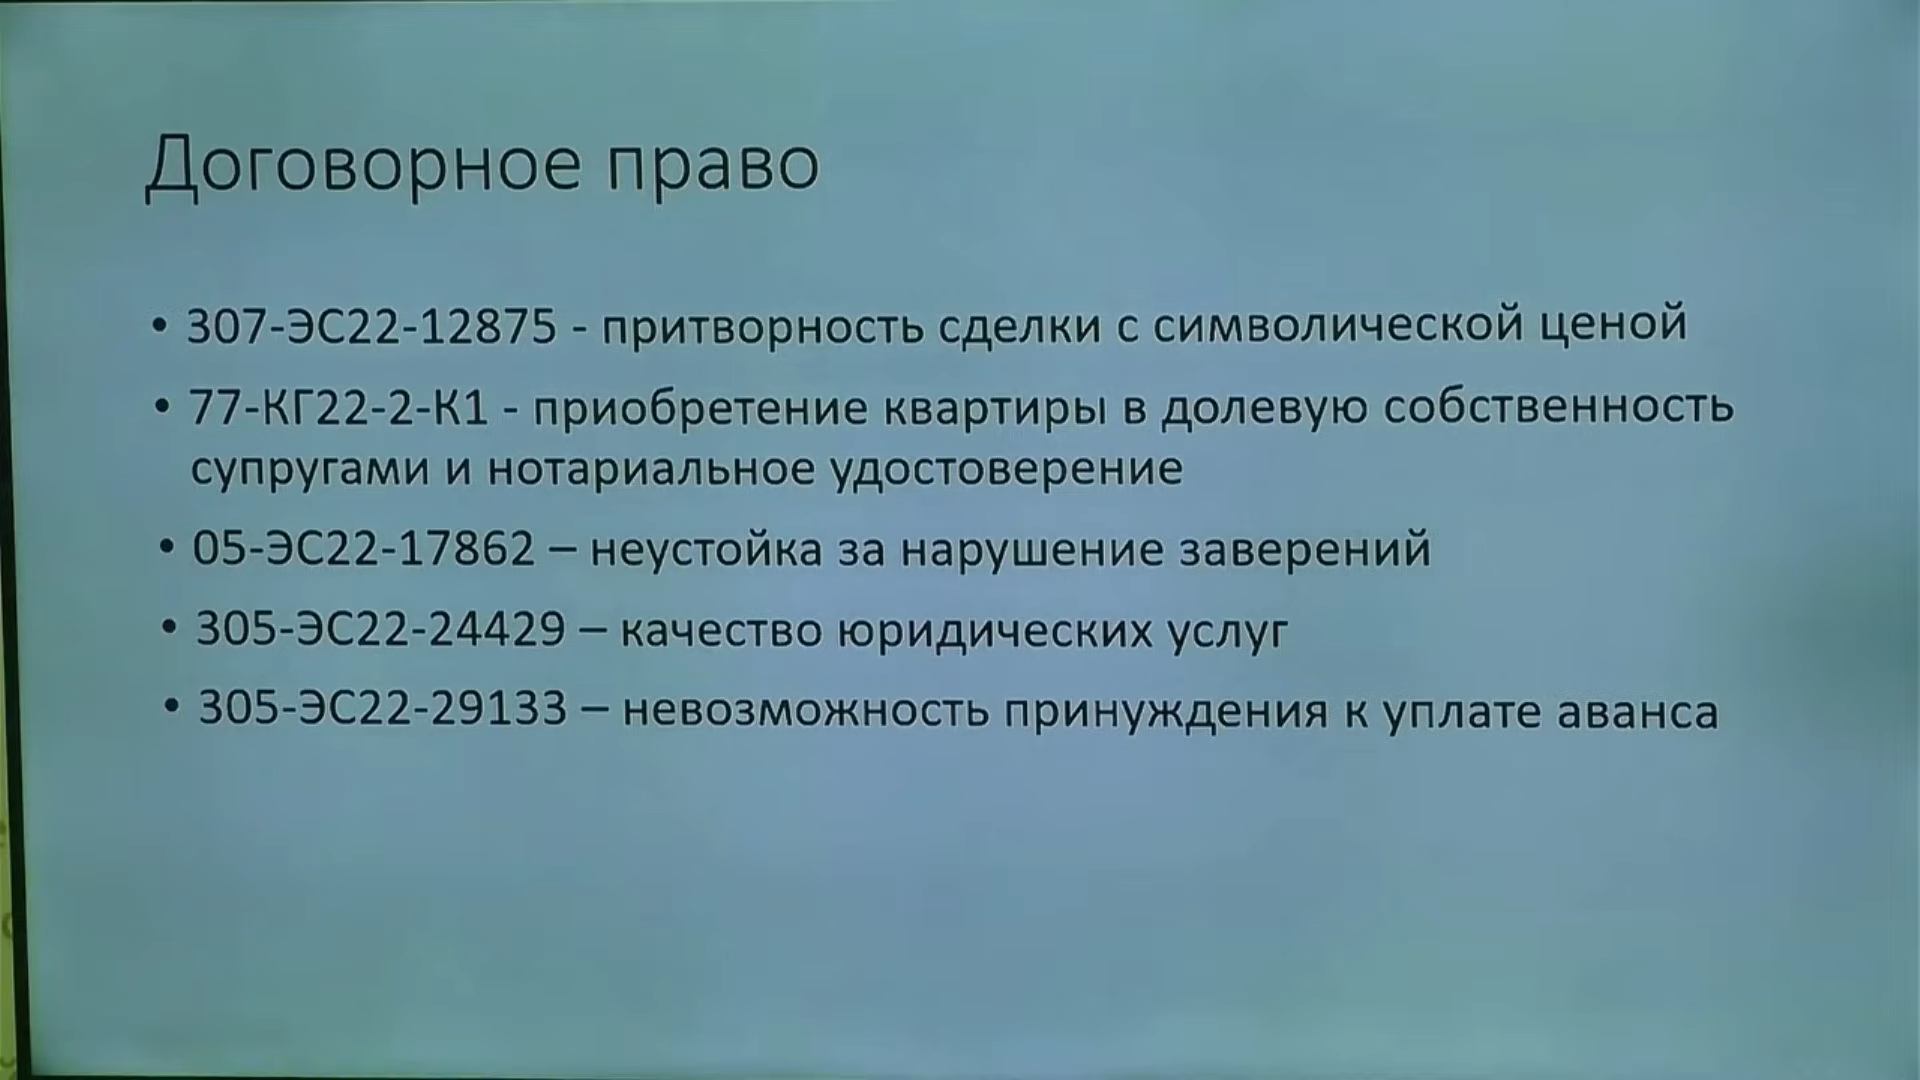 Договорное право
• 307-ЭС22-12875 - притворность сделки с символической ценой
• 77-КГ22-2-К1 - приобретение квартиры в долевую собственность
супругами и нотариальное удостоверение
• 05-ЭС22-17862 – неустойка за нарушение заверений
• 305-ЭС22-24429 – качество юридических услуг
• 305-ЭС22-29133 – невозможность принуждения к уплате аванса